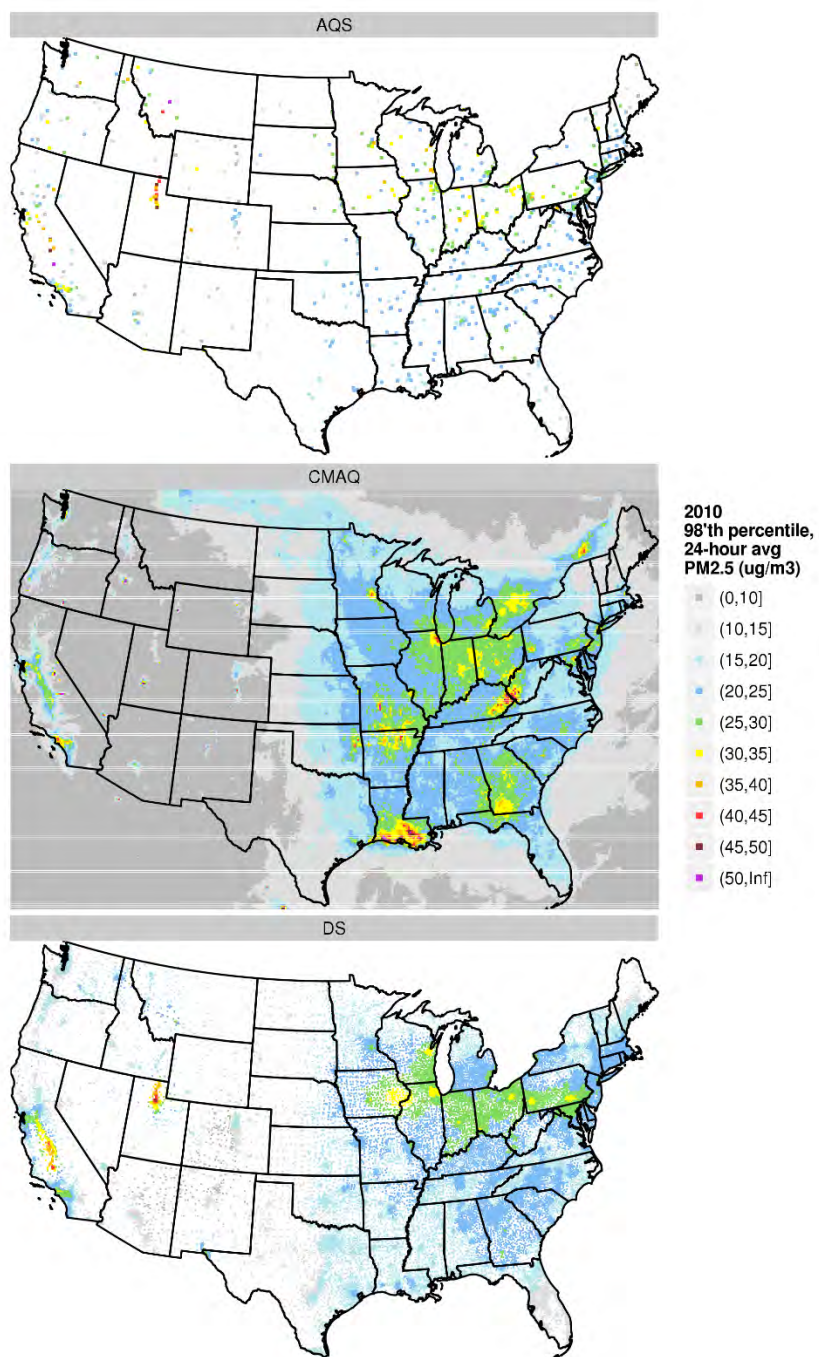 AQS
CMAQ
2010
98'th percentile,
24-hour avg
PM2.5 (ug/m3)
(0,10]
(10,15]
(15,20]
(20,25]
(25,30]
(30,35]
(35,40]
(40,45]
(45,50]
(50,Inf]
DS